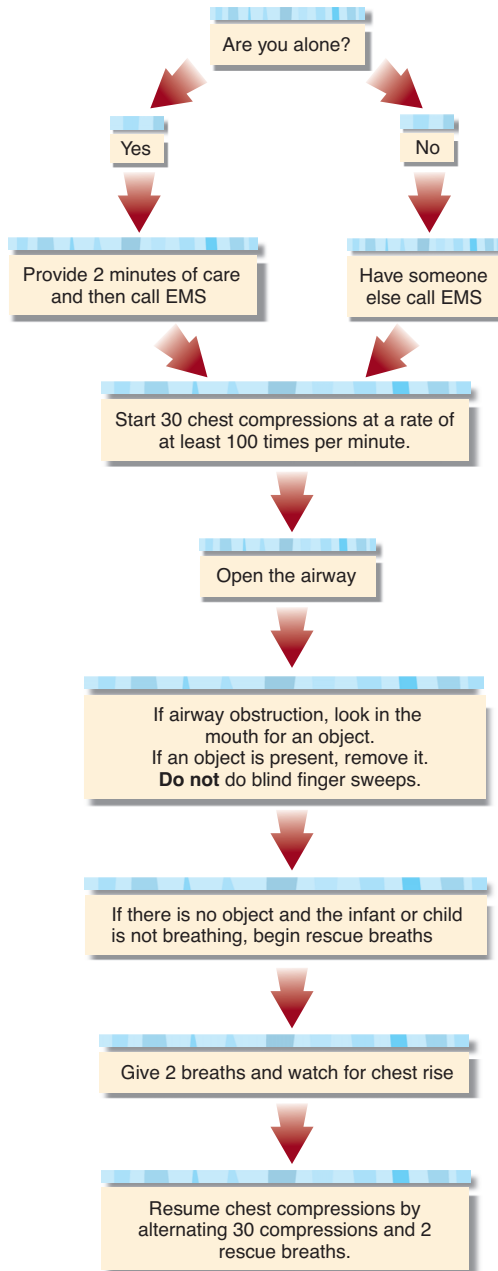 Are you alone?
Yes
No
Provide 2 minutes of care
and then call EMS
Have someone
else call EMS
Start 30 chest compressions at a rate of
at least 100 times per minute.
Open the airway
If airway obstruction, look in the
mouth for an object.
If an object is present, remove it.
Do not do blind finger sweeps.
If there is no object and the infant or child
is not breathing, begin rescue breaths
Give 2 breaths and watch for chest rise
Resume chest compressions by
alternating 30 compressions and 2
rescue breaths.